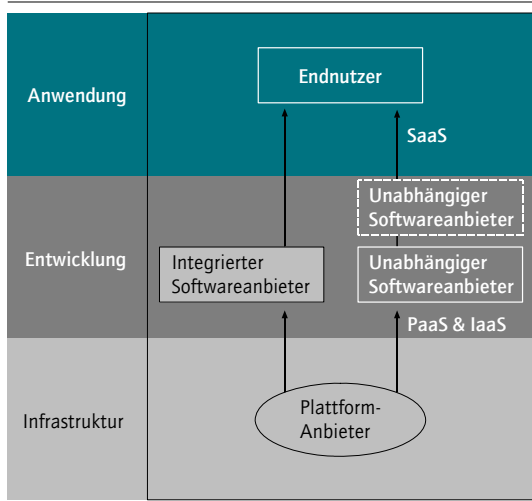 Anwendung
Endnutzer
SaaS
Unabhängiger
Softwareanbieter
Entwicklung
Integrierter
Softwareanbieter
Unabhängiger
Softwareanbieter
PaaS & IaaS
Infrastruktur
Plattform-
Anbieter